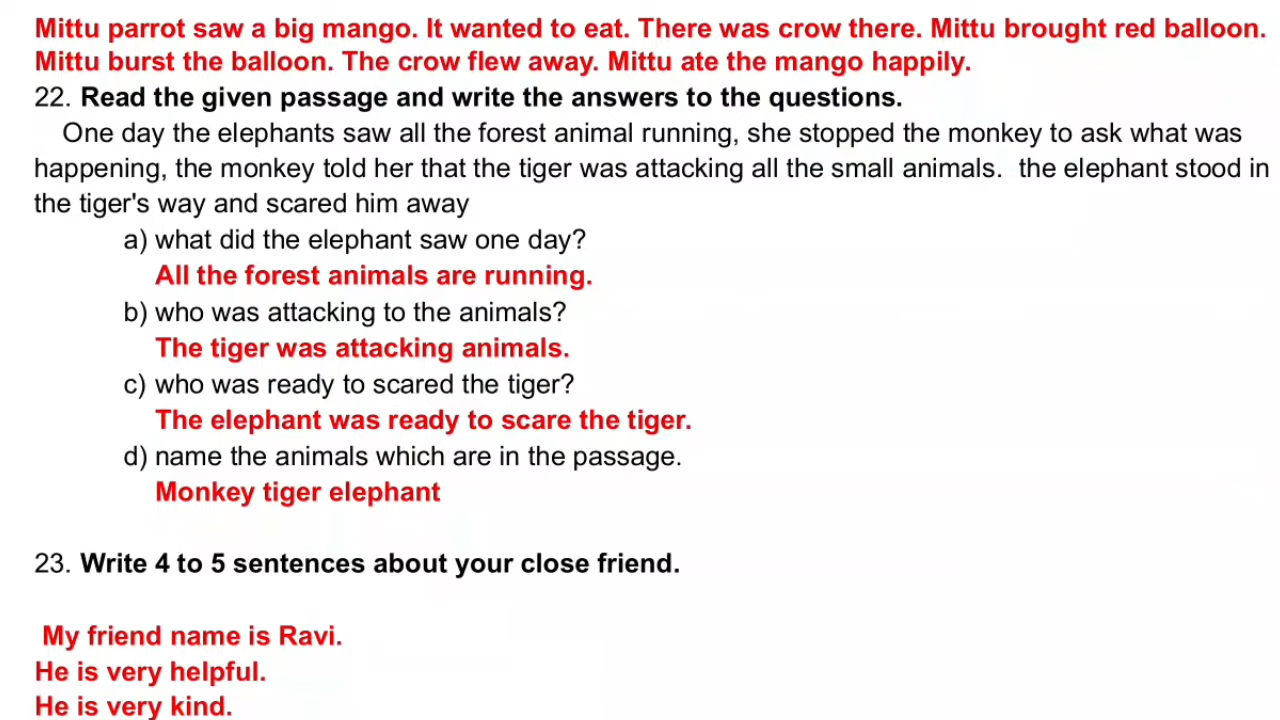 Mittu parrot saw a big mango. It wanted to eat. There was crow there. Mittu brought red balloon.
Mittu burst the balloon. The crow flew away. Mittu ate the mango happily.
22. Read the given passage and write the answers to the questions.
One day the elephants saw all the forest animal running, she stopped the monkey to ask what was
happening, the monkey told her that the tiger was attacking all the small animals. the elephant stood in
the tiger's way and scared him away
a) what did the elephant saw one day?
All the forest animals are running.
b) who was attacking to the animals?
The tiger was attacking animals.
c) who was ready to scared the tiger?
The elephant was ready to scare the tiger.
d) name the animals which are in the passage.
Monkey tiger elephant
23. Write 4 to 5 sentences about your close friend.
My friend name is Ravi.
He is very helpful.
He is very kind.